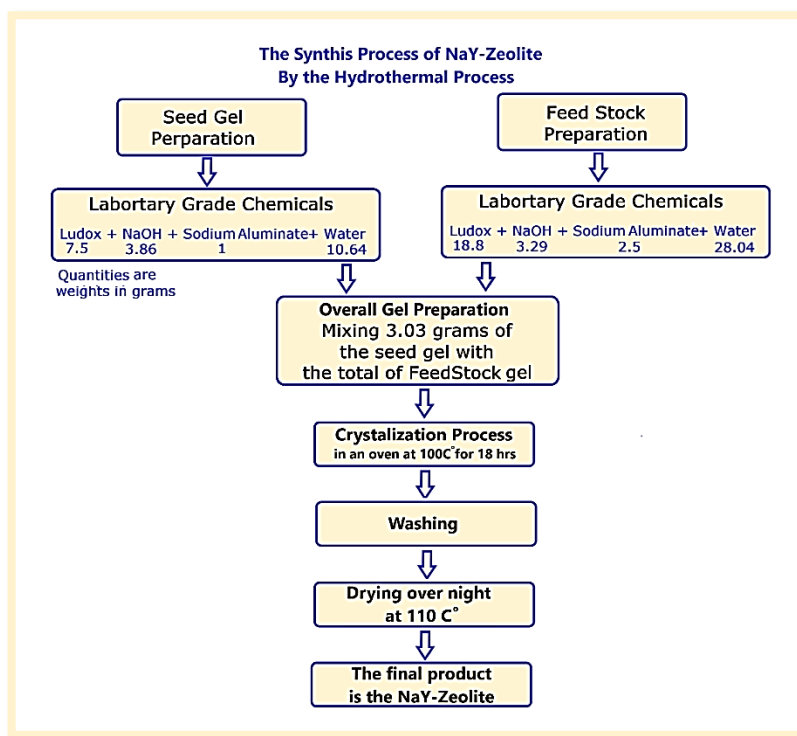 The Synthis Process of NaY-Zeolite
By the Hydrothermal Process
Seed Gel
Perparation
Feed Stock
Preparation
Labortary Grade Chemicals
Ludox + NaOH + Sodium Aluminate+ Water
7.5 3.86 1 10.64
Labortary Grade Chemicals
Ludox + NaOH + Sodium Aluminate+ Water
18.8 3.29 2.5 28.04
Quantities are
weights in grams
Overall Gel Preparation
Mixing 3.03 grams of
the seed gel with
the total of FeedStock gel
Crystalization Process
in an oven at 100C° for 18 hrs
Washing
Drying over night
at 110 C°
The final product
is the NaY-Zeolite